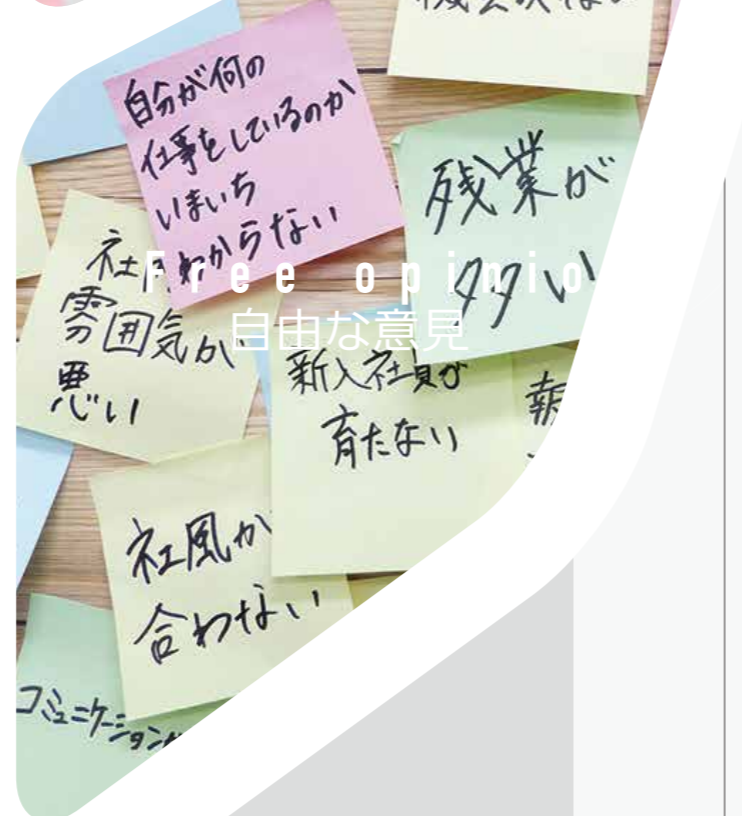 自分が何の
仕事をしているのか
いまいち
わからない
残業が
多い
Free opinio
自由な意見
雰囲気が
悪い
新入社員が
育たない
社風が
合わない
コミュニケーション